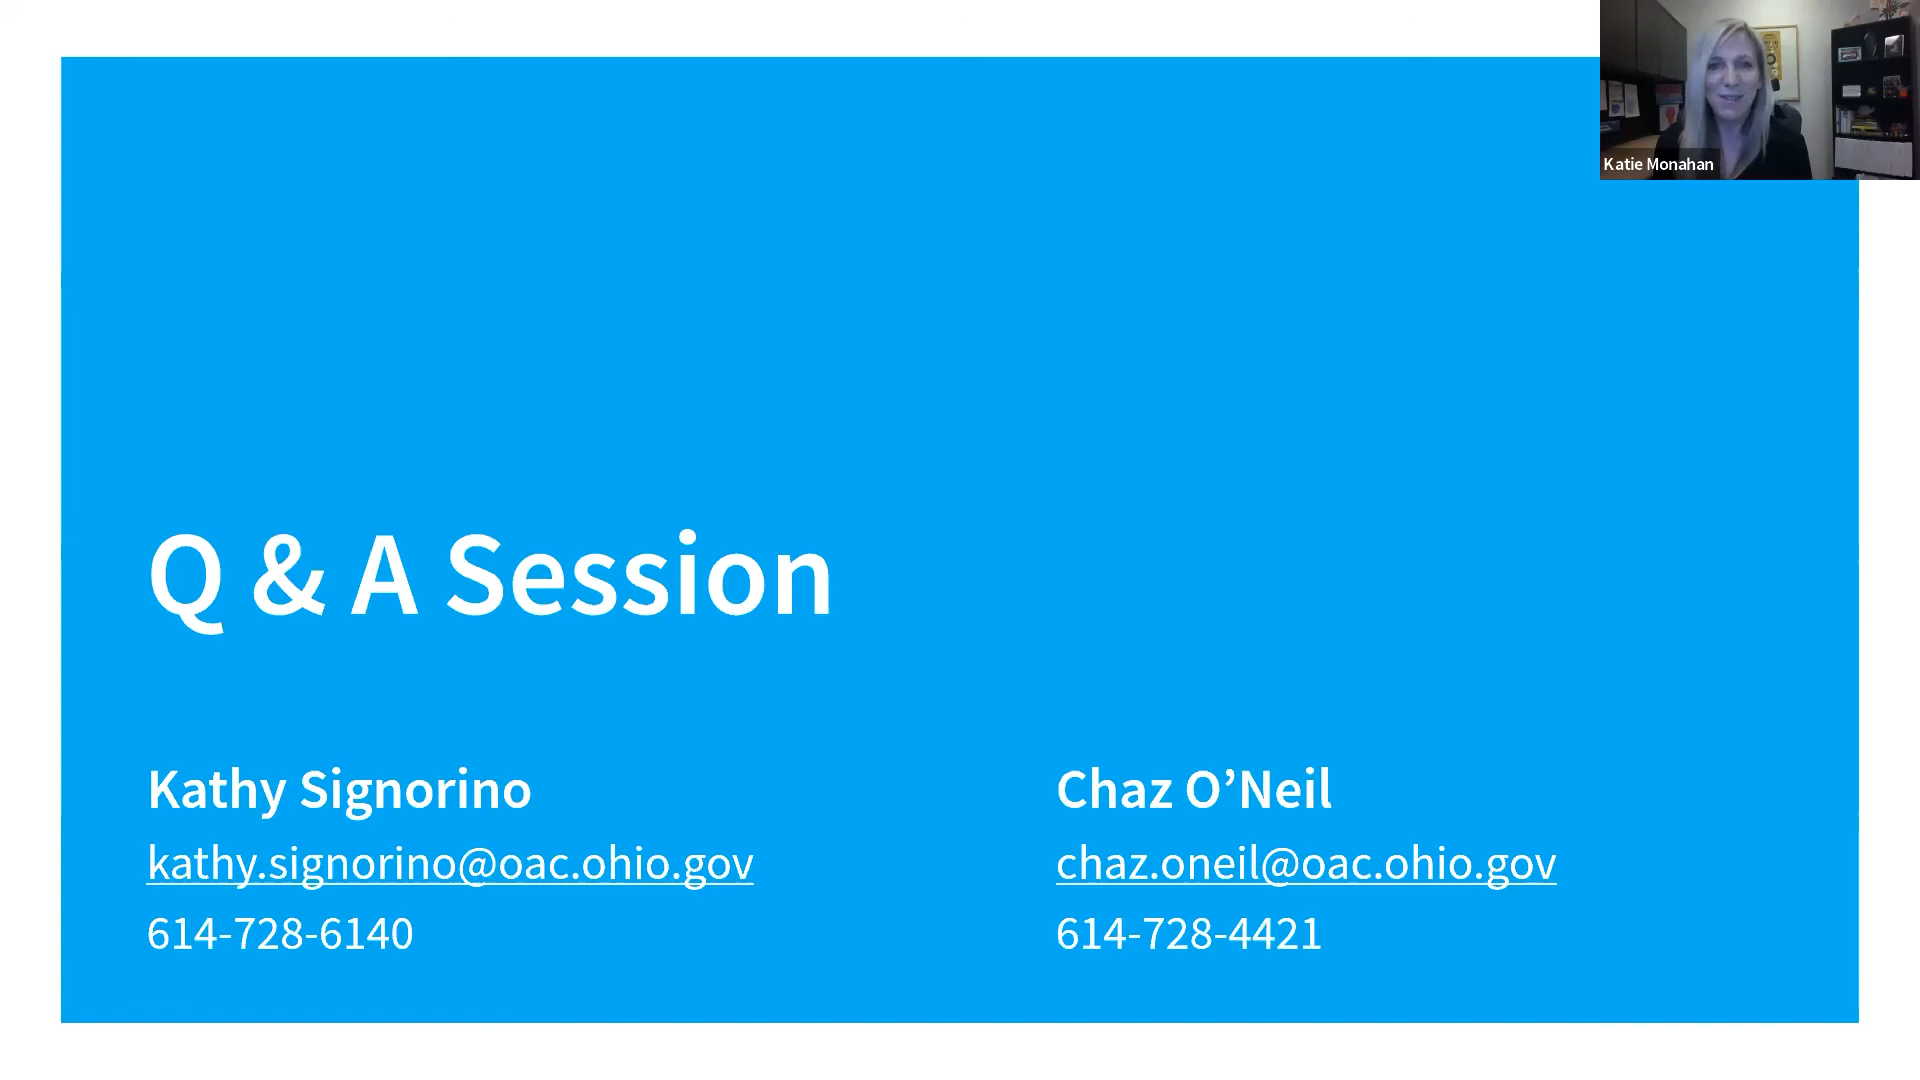 Katie Monahan
Q & A Session
Kathy Signorino
kathy.signorino@oac.ohio.gov
614-728-6140
Chaz O’Neil
chaz.oneil@oac.ohio.gov
614-728-4421